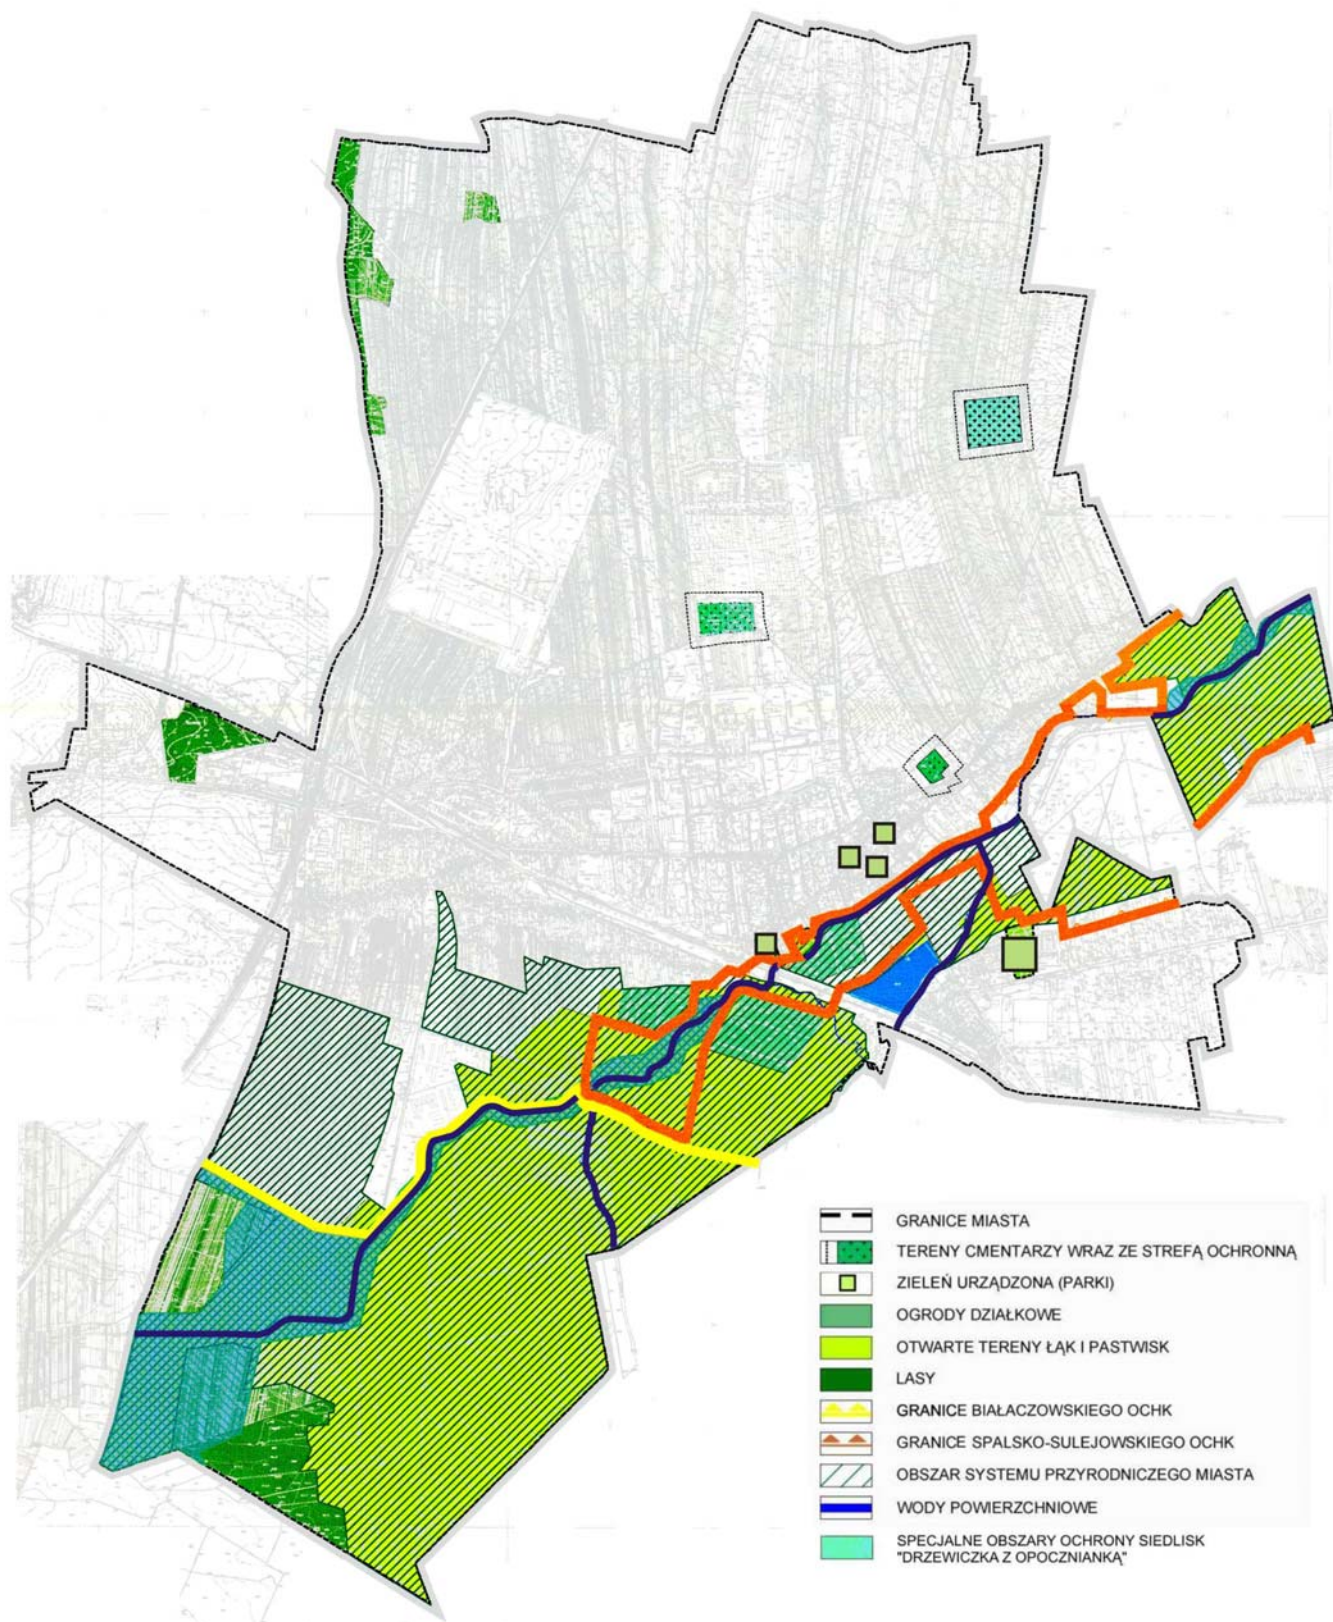 GRANICE MIASTA
TERENY CMENTARZY WRAZ ZE STREFĄ OCHRONNĄ
ZIELEŃ URZĄDZONA (PARKI)
OGRODY DZIAŁKOWE
OTWARTE TERENY ŁĄK I PASTWISK
LASY
GRANICE BIAŁACZOWSKIEGO OCHK
GRANICE SPALSKO-SULEJOWSKIEGO OCHK
OBSZAR SYSTEMU PRZYRODNICZEGO MIASTA
WODY POWIERZCHNIOWE
SPECJALNE OBSZARY OCHRONY SIEDLISK
"DRZEWICZKA Z OPOCZNIANKĄ"